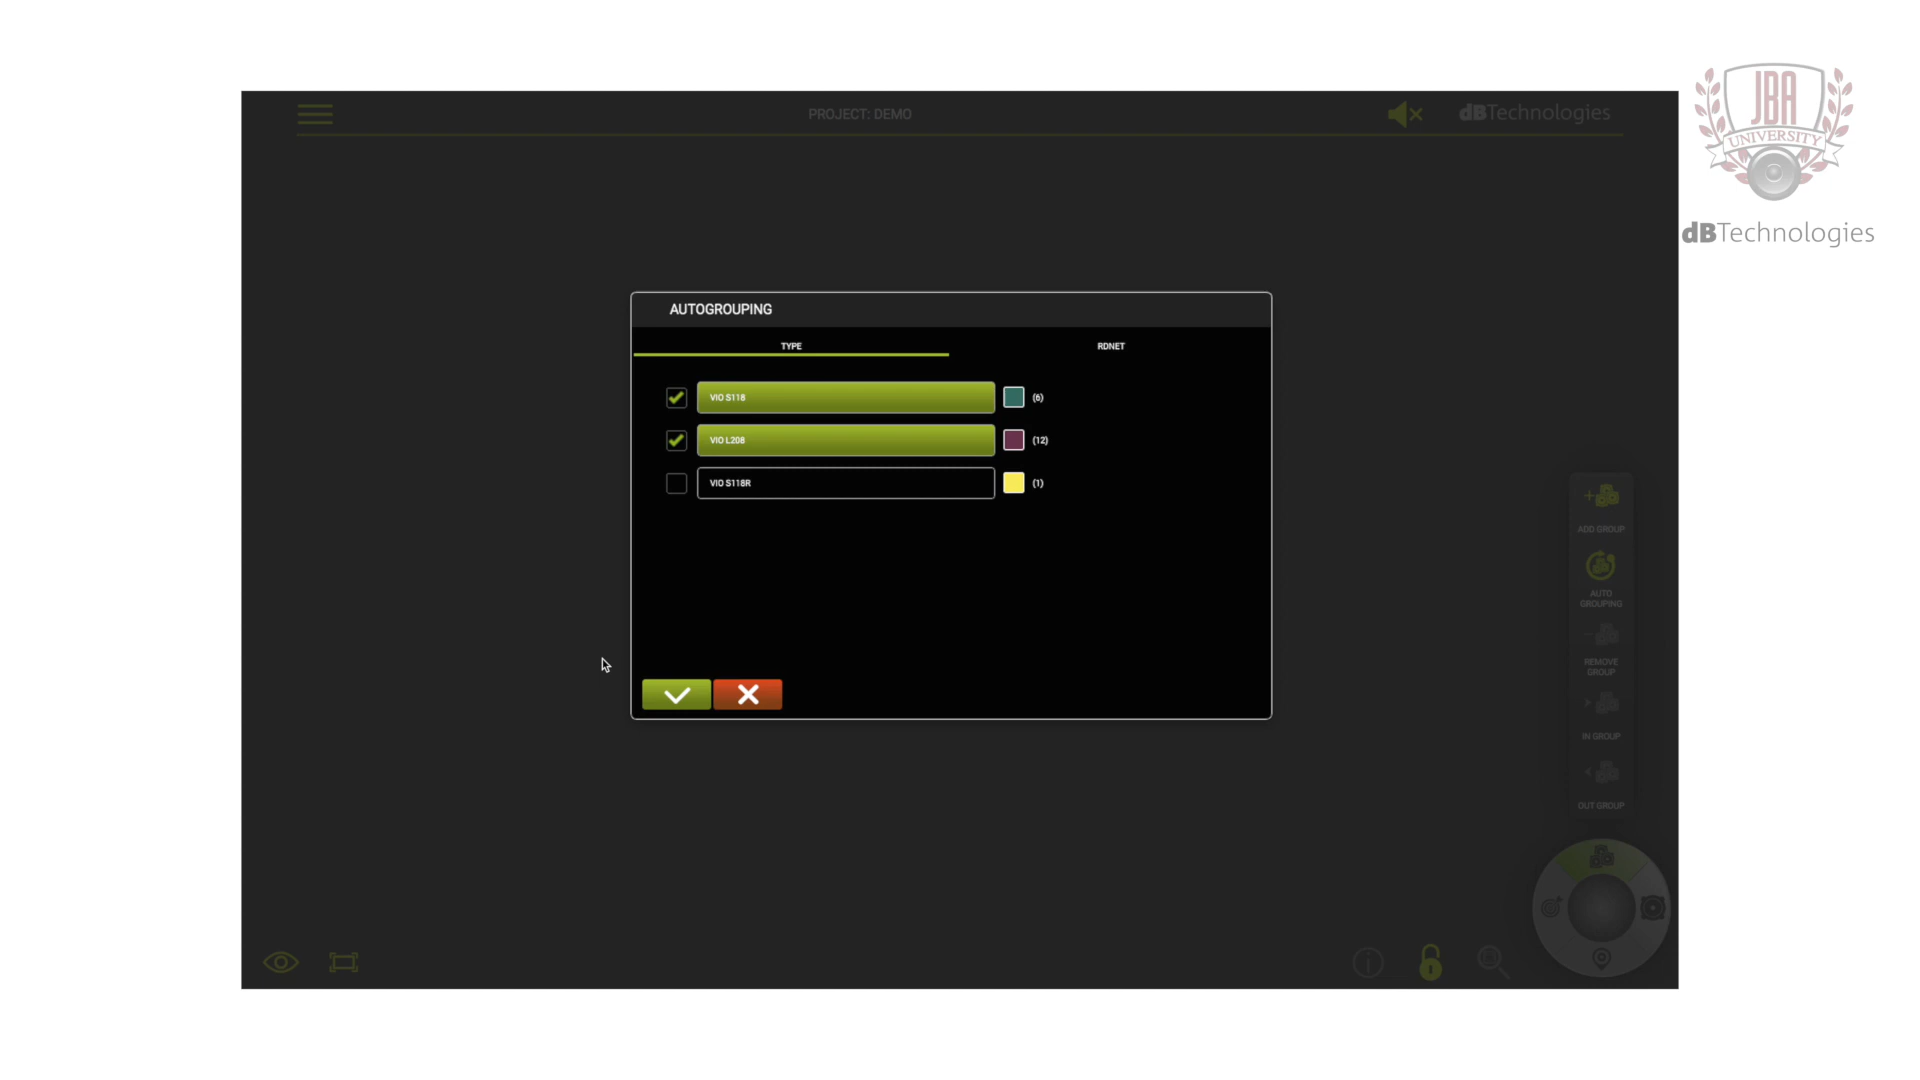 PROJECT: DEMO
dBTechnologies
JBA
UNIVERSITY
dBTechnologies
AUTOGROUPING
TYPE
RDNET
VIO S118
(6)
VIO L208
(12)
VIO S118R
(1)
ADD GROUP
AUTO
GROUPING
REMOVE
GROUP
IN GROUP
OUT GROUP